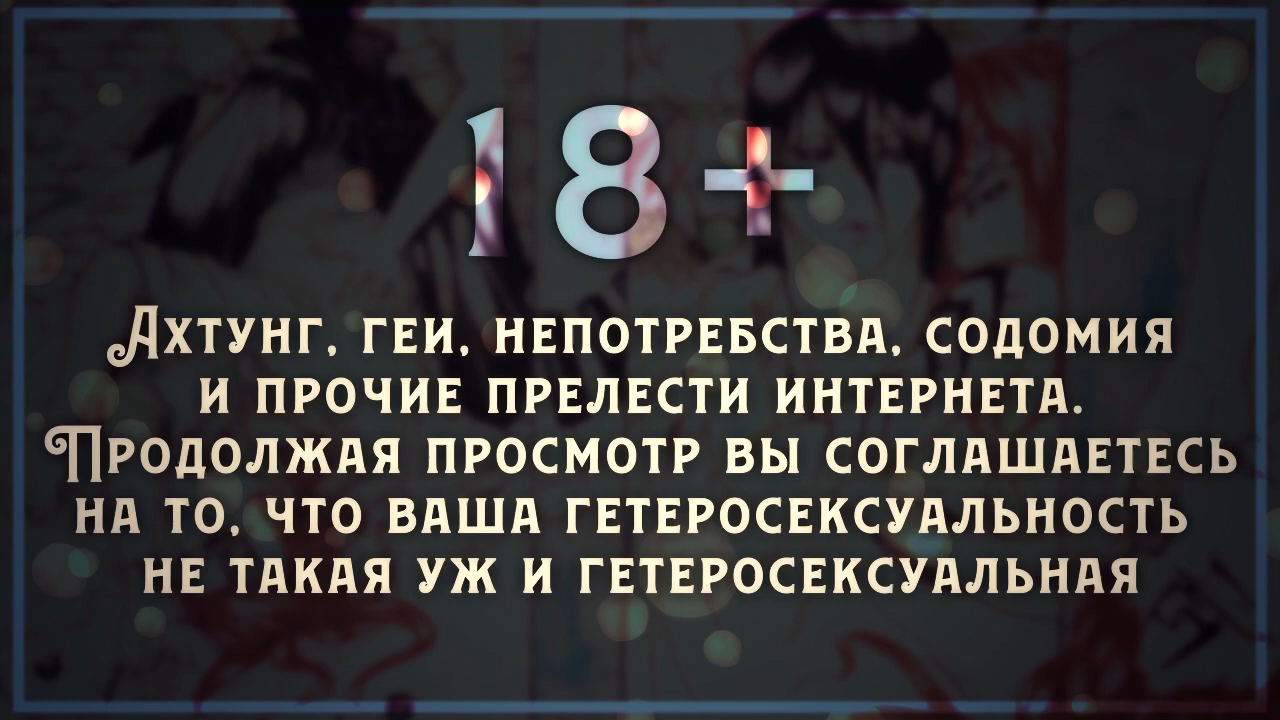 18+
Ахтунг, геи, непотребства, содомия
и прочие прелести интернета.
Продолжая просмотр вы соглашаетесь
на то, что ваша гетеросексуальность
не такая уж и гетеросексуальная